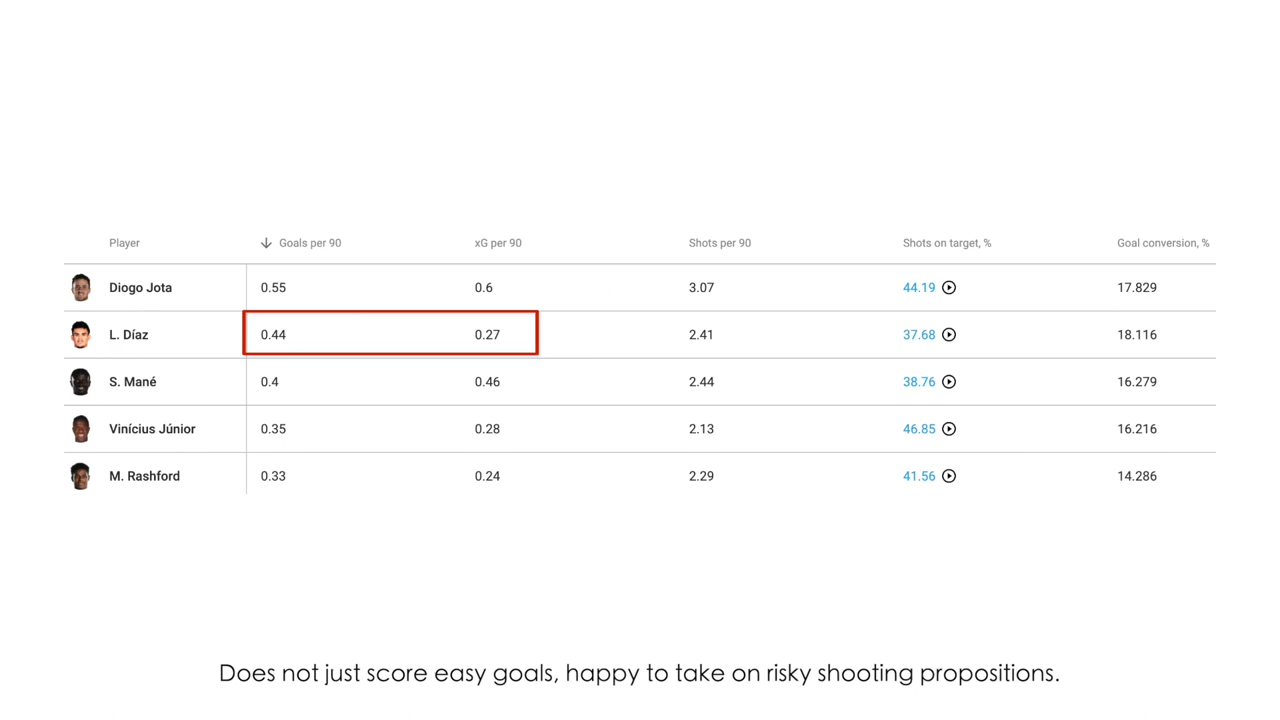 Player Goals per 90 xG per 90 Shots per 90 Shots on target, % Goal conversion, %
Diogo Jota 0.55 0.6 3.07 44.19 17.829
L. Díaz 0.44 0.27 2.41 37.68 18.116
S. Mané 0.4 0.46 2.44 38.76 16.279
Vinícius Júnior 0.35 0.28 2.13 46.85 16.216
M. Rashford 0.33 0.24 2.29 41.56 14.286
Does not just score easy goals, happy to take on risky shooting propositions.